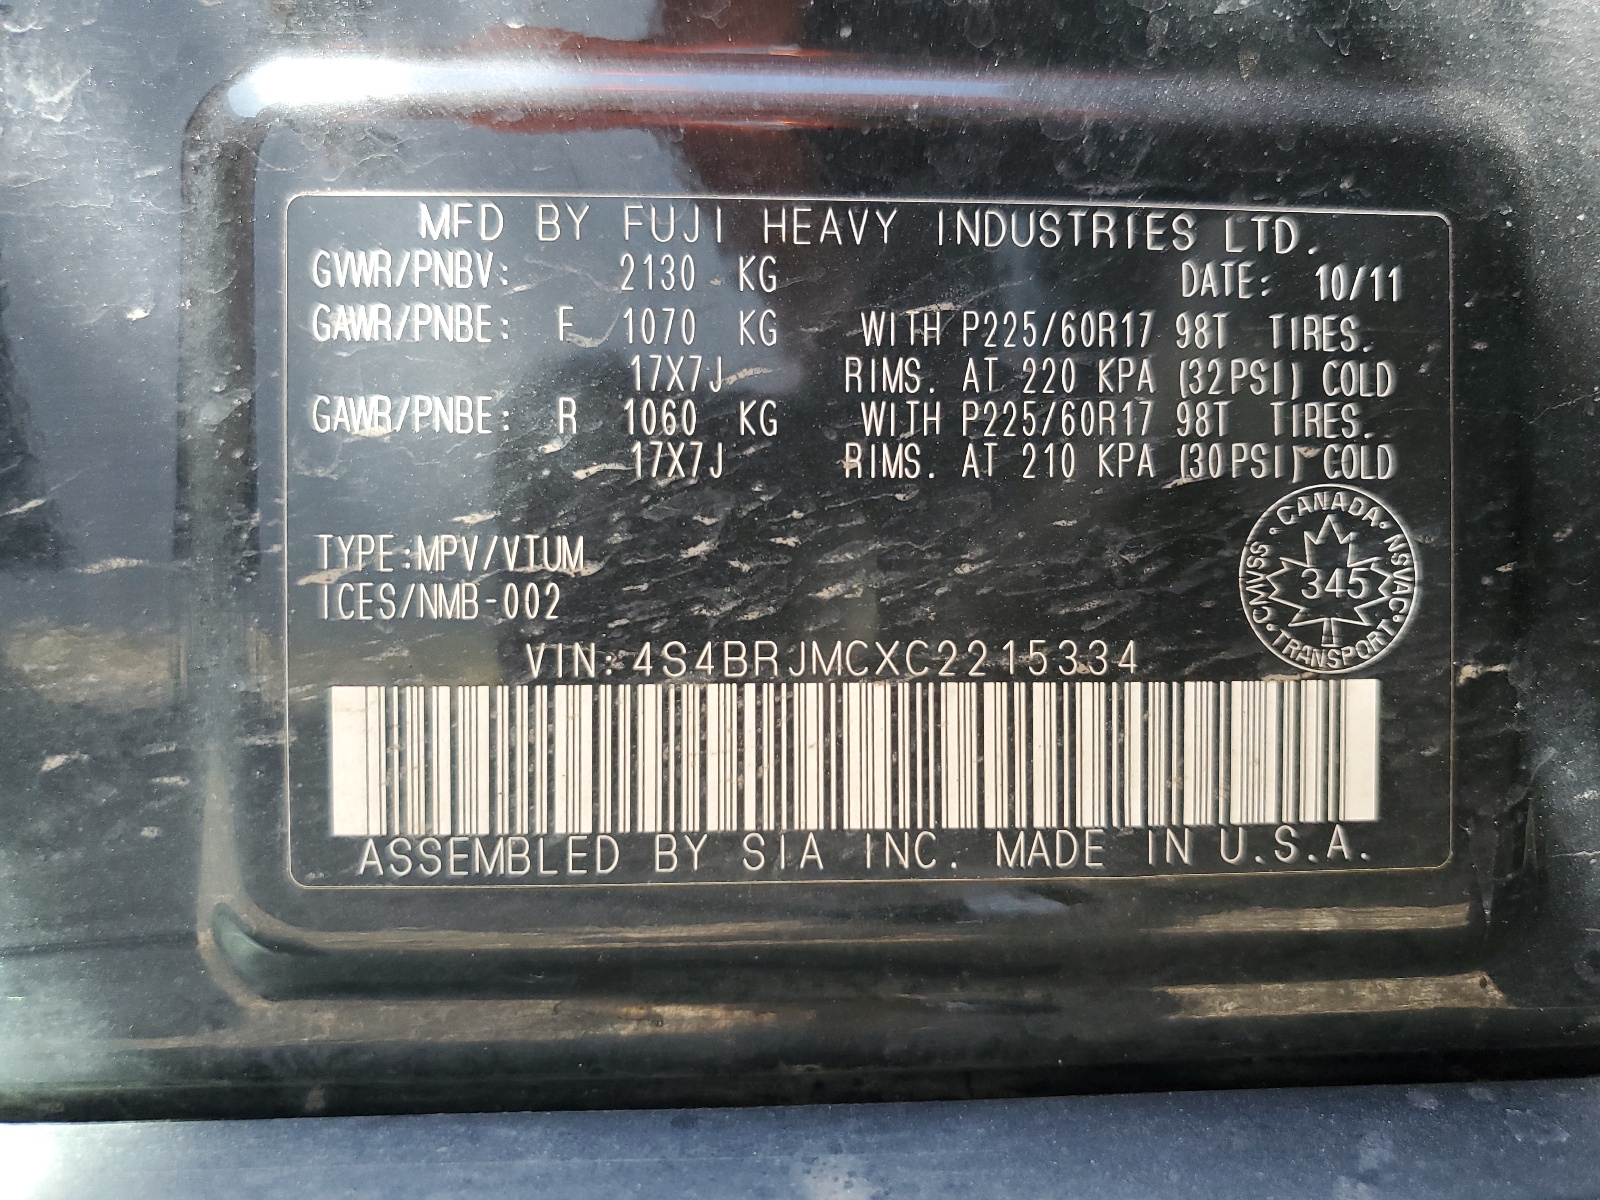 MFD BY FUJI HEAVY INDUSTRIES LTD.
GVWR/PNBV: 2130 KG DATE: 10/11
GAWR/PNBE: F 1070 KG WITH P225/60R17 98T TIRES.
17X7J RIMS. AT 220 KPA (32PSI) COLD
GAWR/PNBE: R 1060 KG WITH P225/60R17 98T TIRES.
17X7J RIMS. AT 210 KPA (30PSI) COLD
CANADA • NSVAC • TRANSPORT • CMVSS •
345
TYPE:MPV/VTUM
ICES/NMB-002
VIN: 4S4BRJMCXC2215334
ASSEMBLED BY SIA INC. MADE IN U.S.A.